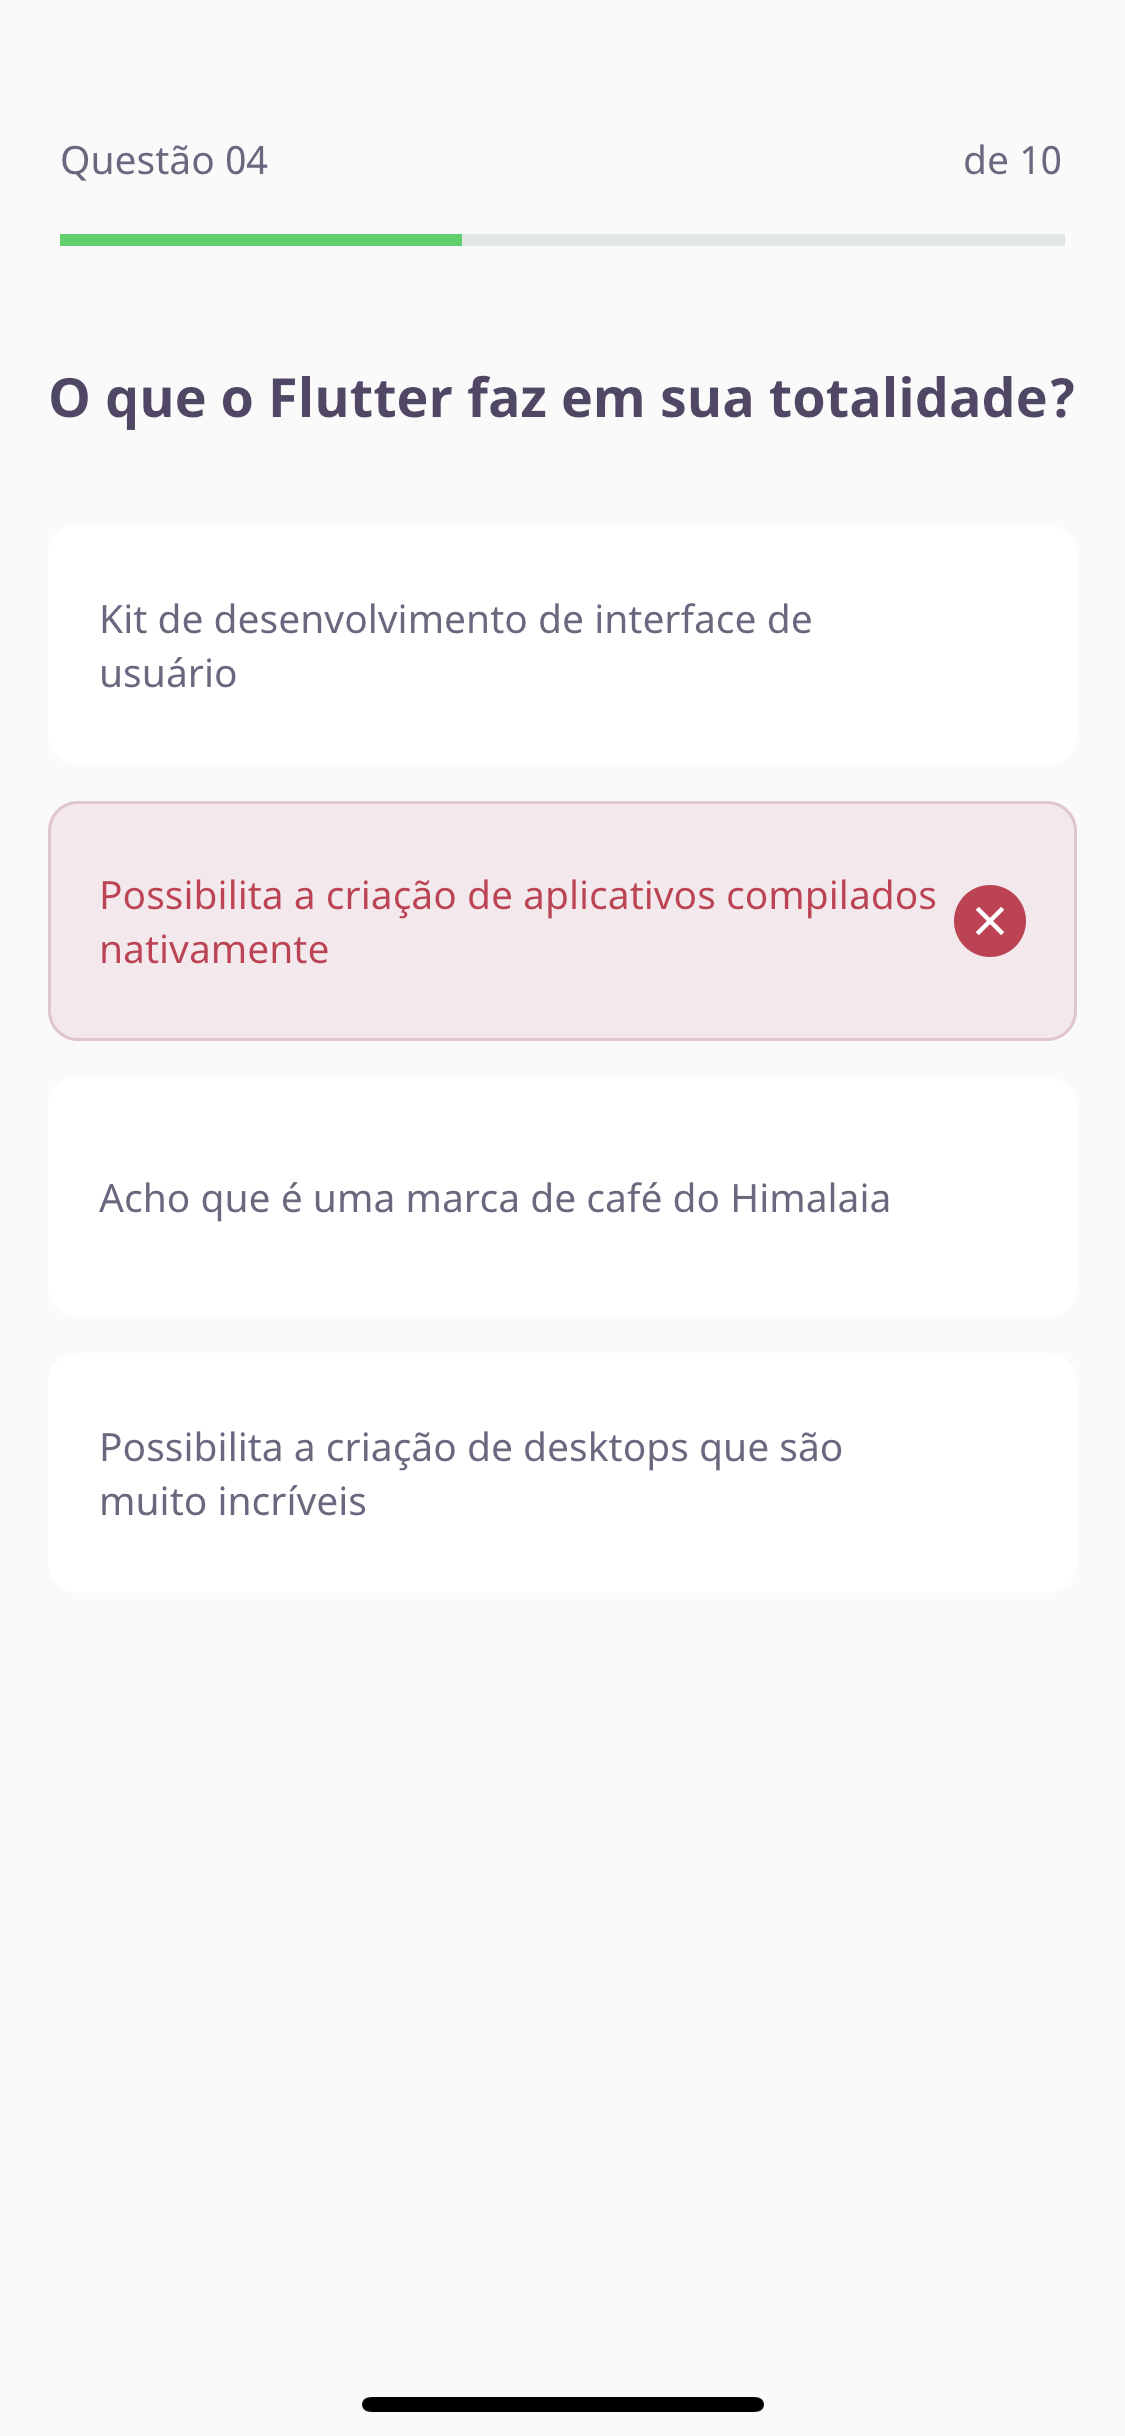 Questão 04
de 10
O que o Flutter faz em sua totalidade?
Kit de desenvolvimento de interface de
usuário
Possibilita a criação de aplicativos compilados
nativamente
Acho que é uma marca de café do Himalaia
Possibilita a criação de desktops que são
muito incríveis